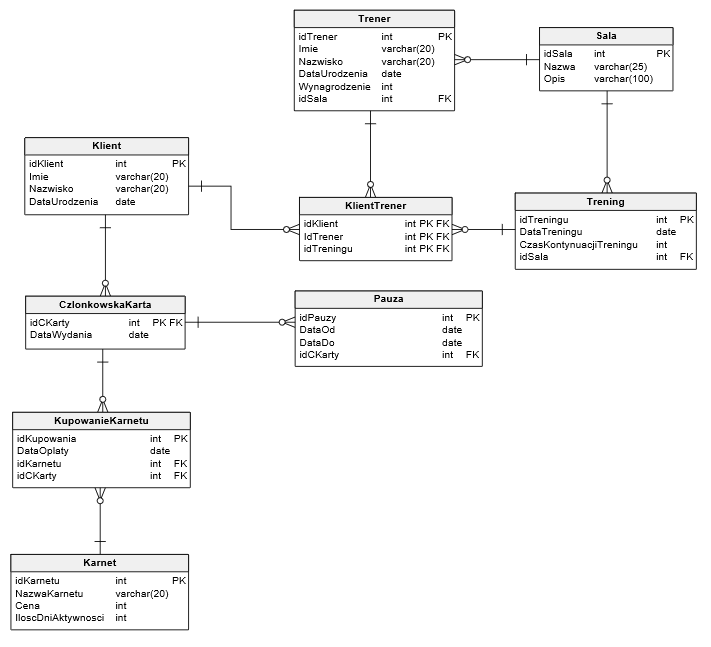 Trener
idTrener int PK
Imie varchar(20)
Nazwisko varchar(20)
DataUrodzenia date
Wynagrodzenie int
idSala int FK
Sala
idSala int PK
Nazwa varchar(25)
Opis varchar(100)
Klient
idKlient int PK
Imie varchar(20)
Nazwisko varchar(20)
DataUrodzenia date
KlientTrener
idKlient int PK FK
IdTrener int PK FK
idTreningu int PK FK
Trening
idTreningu int PK
DataTreningu date
CzasKontynuacjiTreningu int
idSala int FK
CzlonkowskaKarta
idCKarty int PK FK
DataWydania date
Pauza
idPauzy int PK
DataOd date
DataDo date
idCKarty int FK
KupowanieKarnetu
idKupowania int PK
DataOplaty date
idKarnetu int FK
idCKarty int FK
Karnet
idKarnetu int PK
NazwaKarnetu varchar(20)
Cena int
IloscDniAktywnosci int